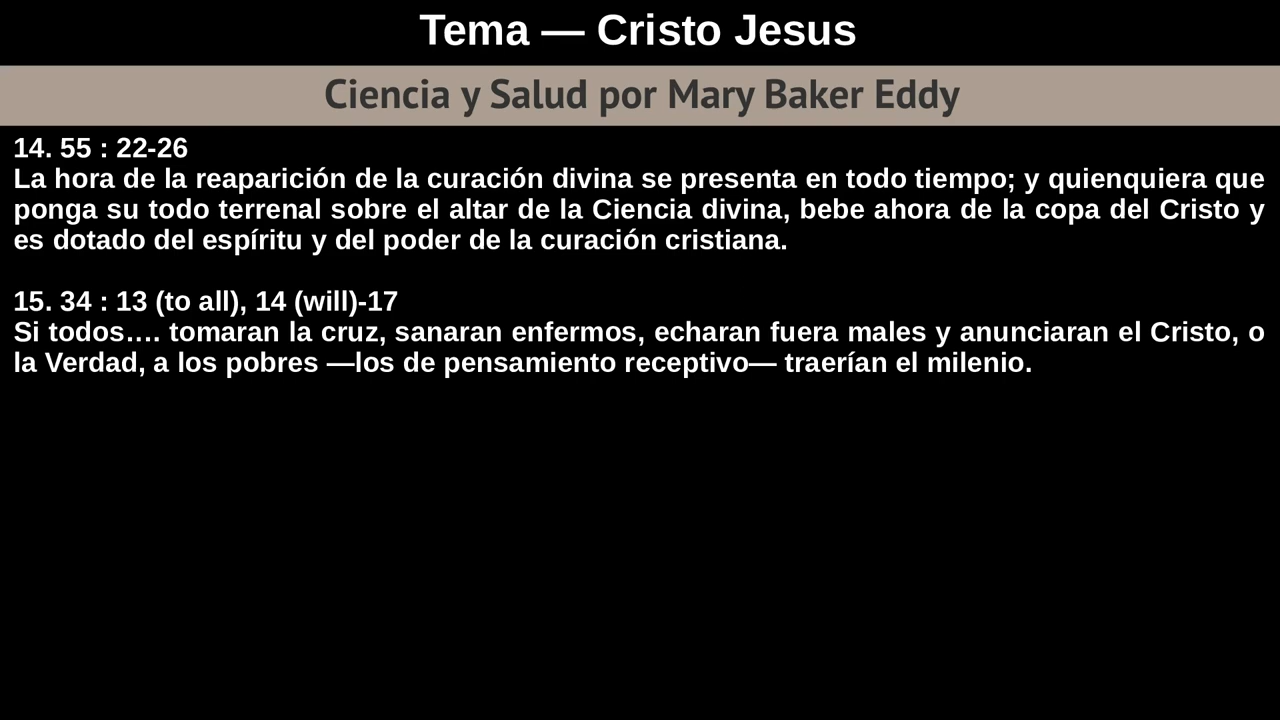 Tema — Cristo Jesus
Ciencia y Salud por Mary Baker Eddy
14. 55 : 22-26
La hora de la reaparición de la curación divina se presenta en todo tiempo; y quienquiera que
ponga su todo terrenal sobre el altar de la Ciencia divina, bebe ahora de la copa del Cristo y
es dotado del espíritu y del poder de la curación cristiana.
15. 34 : 13 (to all), 14 (will)-17
Si todos…. tomaran la cruz, sanaran enfermos, echaran fuera males y anunciaran el Cristo, o
la Verdad, a los pobres —los de pensamiento receptivo— traerían el milenio.